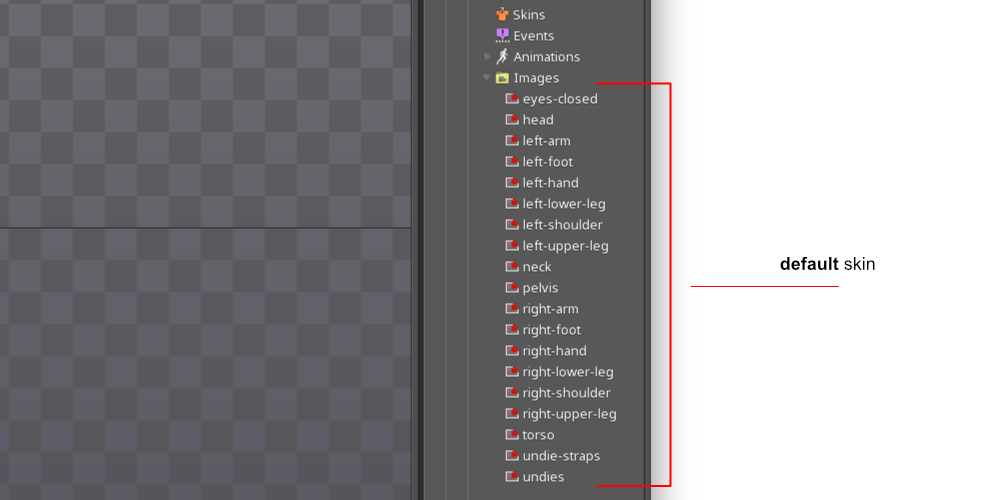 Skins
Events
Animations
Images
eyes-closed
head
left-arm
left-foot
left-hand
left-lower-leg
left-shoulder
left-upper-leg
neck
pelvis
right-arm
right-foot
right-hand
right-lower-leg
right-shoulder
right-upper-leg
torso
undie-straps
undies
default skin